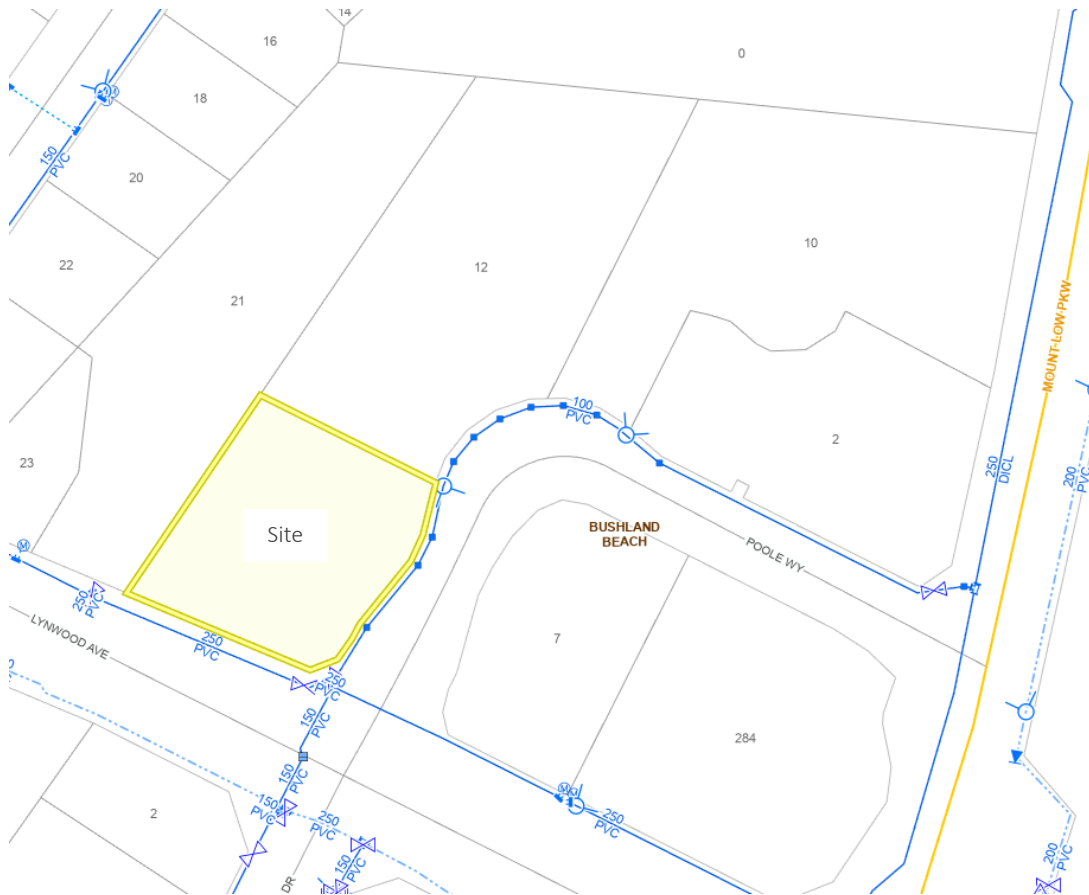 14
16
0
18
150
PVC
20
10
22
12
21
MOUNT LOW PKW
100
PVC
2
23
250
DICL
200
PVC
Site
BUSHLAND
BEACH
POOLE WY
M
250
PVC
LYNWOOD AVE
250
PVC
7
250
PVC
150
PVC
284
150
PVC
2
150
PVC
250
PVC
M
250
PVC
150
PVC
200
PVC
DR